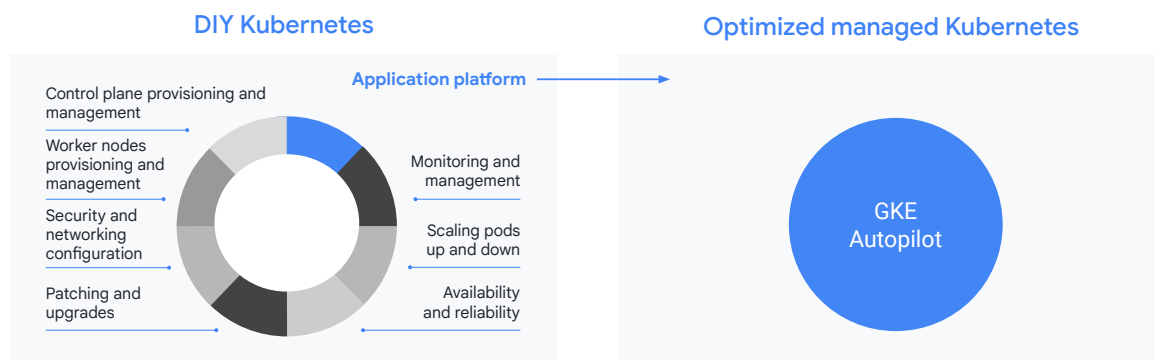 DIY Kubernetes
Optimized managed Kubernetes
Application platform
Control plane provisioning and
management
Worker nodes
provisioning and
management
Security and
networking
configuration
Patching and
upgrades
Monitoring and
management
Scaling pods
up and down
Availability
and reliability
GKE
Autopilot